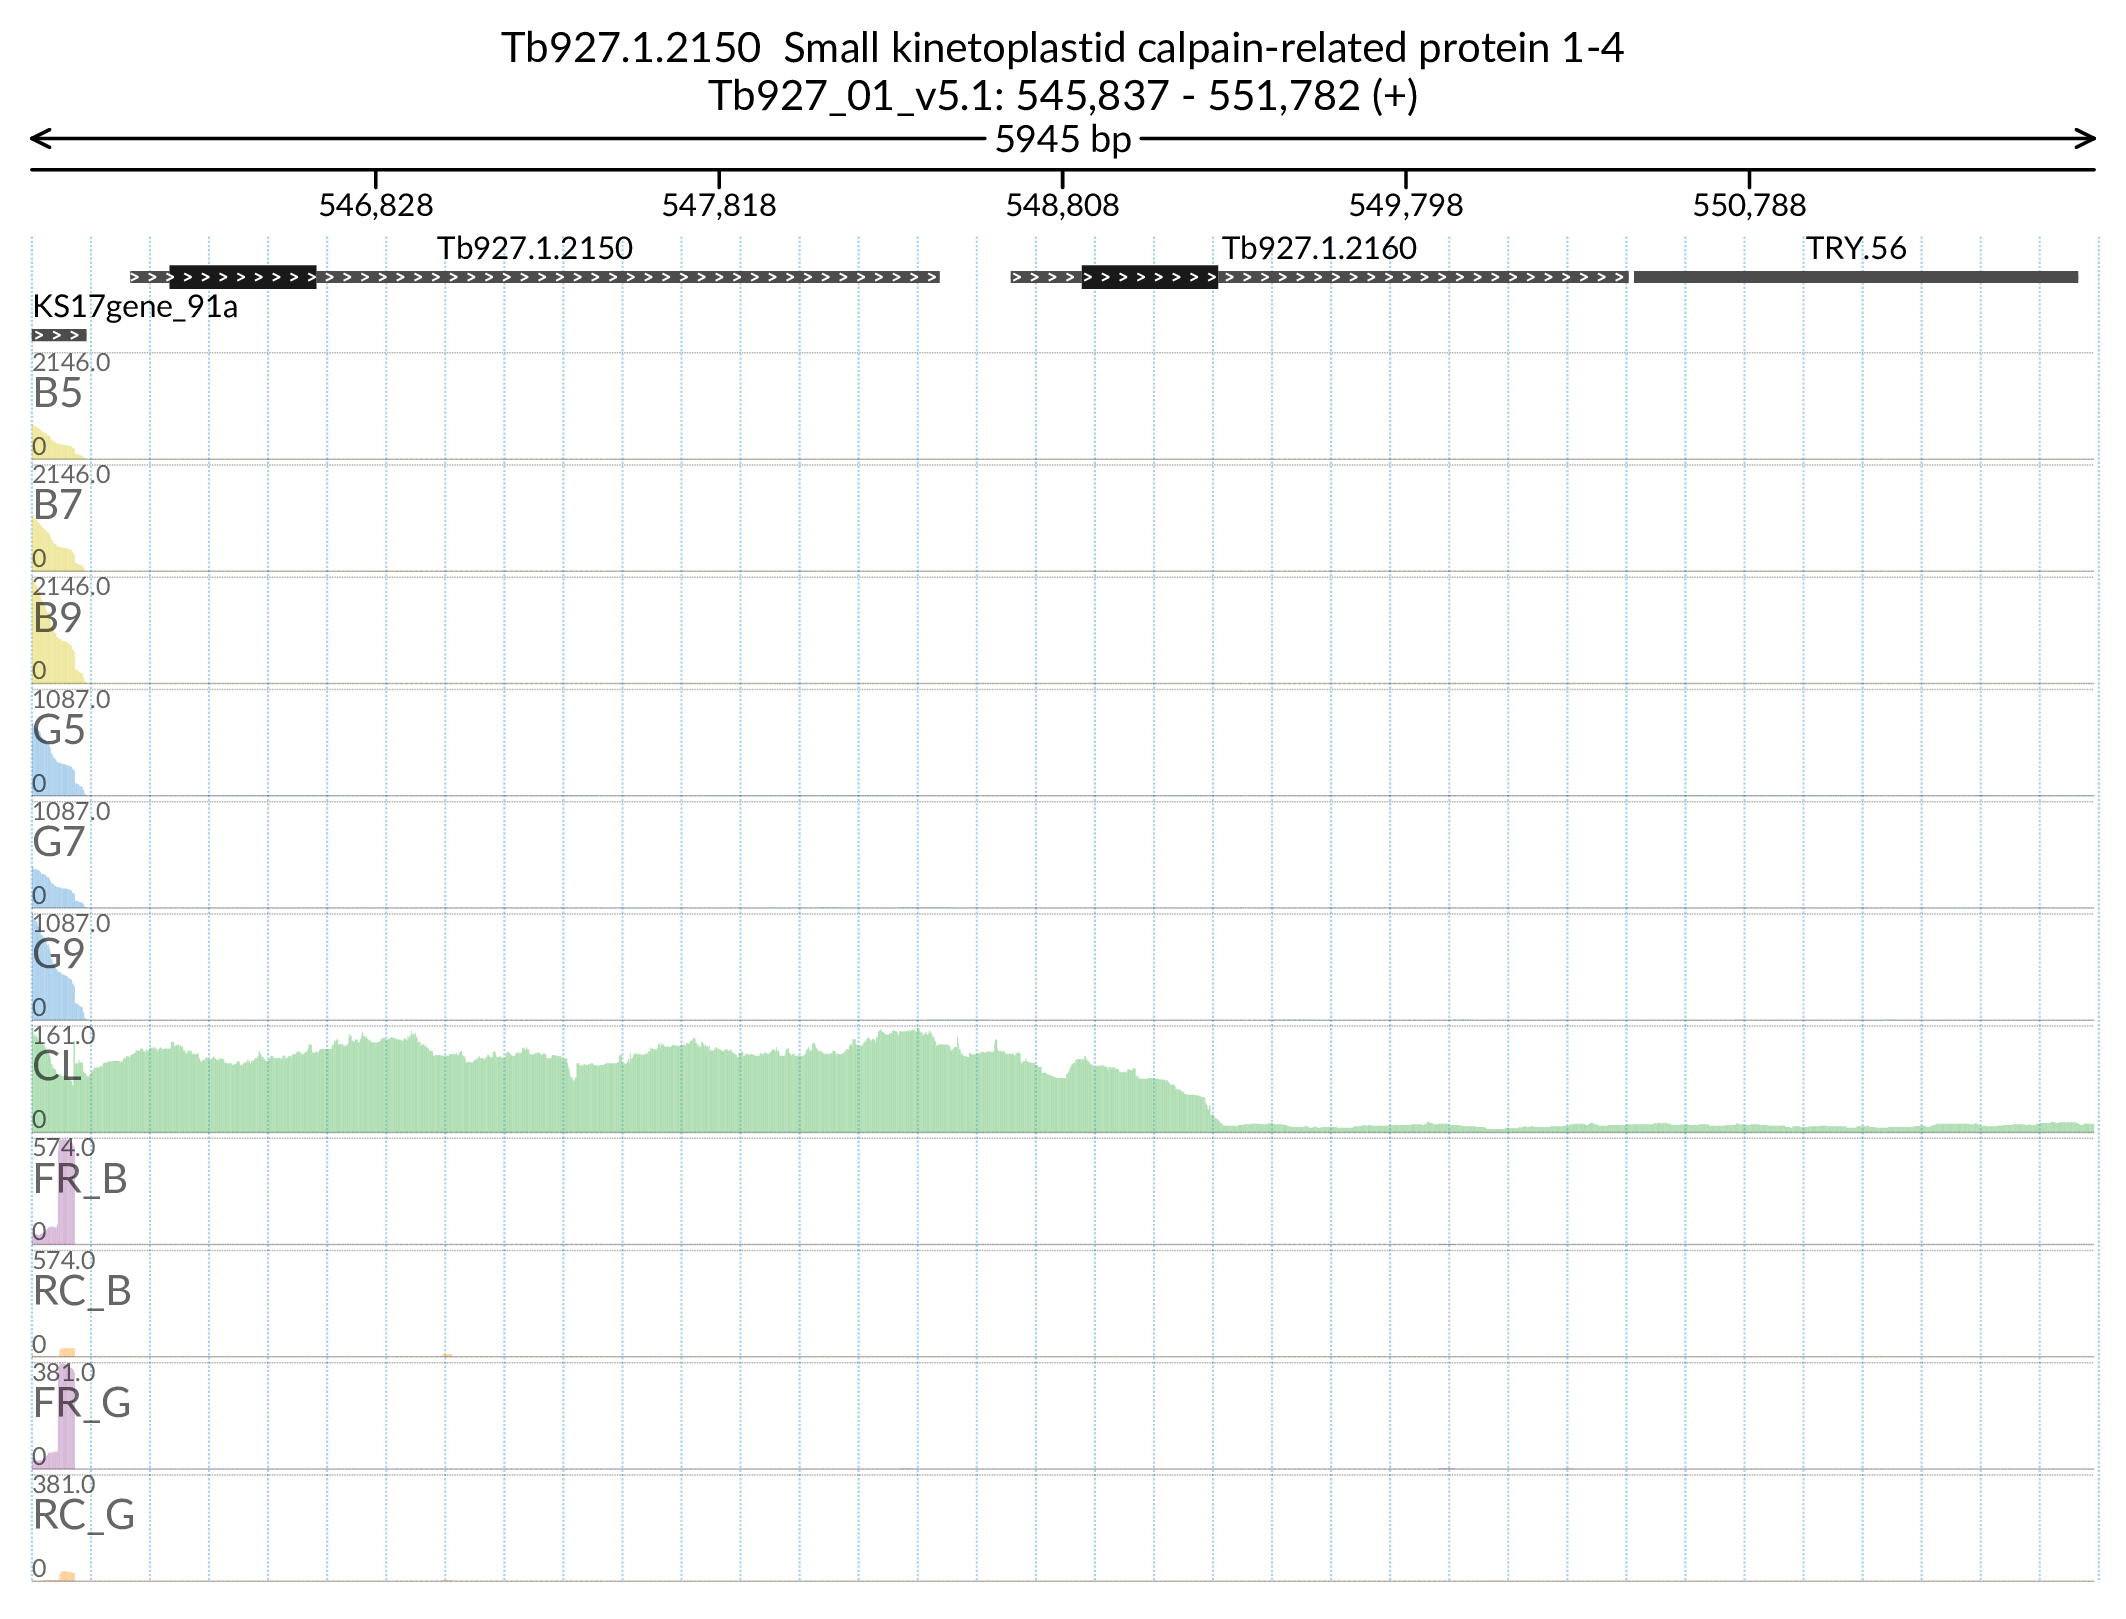 Tb927.1.2150  Small kinetoplastid calpain-related protein 1-4
Tb927_01_v5.1: 545,837 - 551,782 (+)
5945 bp
546,828 547,818 548,808 549,798 550,788
Tb927.1.2150 Tb927.1.2160 TRY.56
KS17gene_91a
2146.0
B5
0
2146.0
B7
0
2146.0
B9
0
1087.0
G5
0
1087.0
G7
0
1087.0
G9
0
161.0
CL
0
574.0
FR_B
0
574.0
RC_B
0
381.0
FR_G
0
381.0
RC_G
0